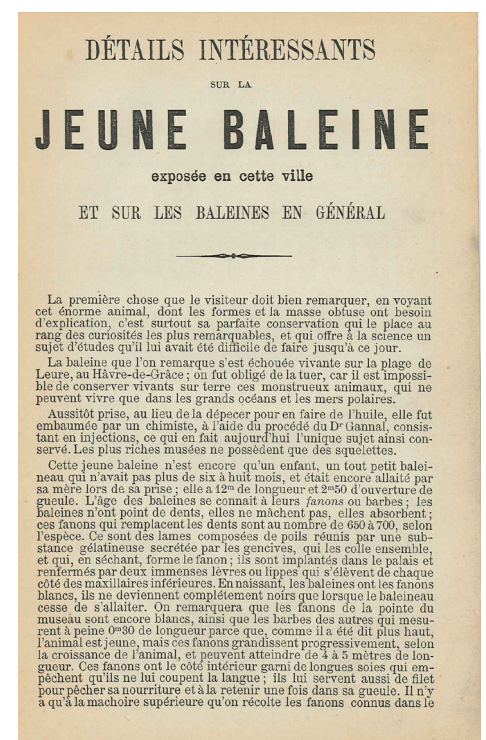 DÉTAILS INTÉRESSANTS
SUR LA
JEUNE BALEINE
exposée en cette ville
ET SUR LES BALEINES EN GÉNÉRAL
La première chose que le visiteur doit bien remarquer, en voyant
cet énorme animal, dont les formes et la masse obtuse ont besoin
d'explication, c'est surtout sa parfaite conservation qui le place au
rang des curiosités les plus remarquables, et qui offre à la science un
sujet d'études qu'il lui avait été difficile de faire jusqu'à ce jour.
La baleine que l'on remarque s'est échouée vivante sur la plage de
Leure, au Hâvre-de-Grâce ; on fut obligé de la tuer, car il est impossi-
ble de conserver vivants sur terre ces monstrueux animaux, qui ne
peuvent vivre que dans les grands océans et les mers polaires.
Aussitôt prise, au lieu de la dépecer pour en faire de l'huile, elle fut
embaumée par un chimiste, à l'aide du procédé du Dr Gannal, consis-
tant en injections, ce qui en fait aujourd'hui l'unique sujet ainsi con-
servé. Les plus riches musées ne possèdent que des squelettes.
Cette jeune baleine n'est encore qu'un enfant, un tout petit balei-
neau qui n'avait pas plus de six à huit mois, et était encore allaité par
sa mère lors de sa prise ; elle a 12m de longueur et 2m50 d'ouverture de
gueule. L'âge des baleines se connait à leurs fanons ou barbes ; les
baleines n'ont point de dents, elles ne mâchent pas, elles absorbent ;
ces fanons qui remplacent les dents sont au nombre de 650 à 700, selon
l'espèce. Ce sont des lames composées de poils réunis par une sub-
stance gélatineuse secrétée par les gencives, qui les colle ensemble,
et qui, en séchant, forme le fanon ; ils sont implantés dans le palais et
renfermés par deux immenses lèvres ou lippes qui s'élèvent de chaque
côté des maxillaires inférieures. En naissant, les baleines ont les fanons
blancs, ils ne deviennent complétement noirs que lorsque le baleineau
cesse de s'allaiter. On remarquera que les fanons de la pointe du
museau sont encore blancs, ainsi que les barbes des autres qui mesu-
rent à peine 0m30 de longueur parce que, comme il a été dit plus haut,
l'animal est jeune, mais ces fanons grandissent progressivement, selon
la croissance de l'animal, et peuvent atteindre de 4 à 5 mètres de lon-
gueur. Ces fanons ont le côté intérieur garni de longues soies qui em-
pêchent qu'ils ne lui coupent la langue ; ils lui servent aussi de filet
pour pêcher sa nourriture et à la retenir une fois dans sa gueule. Il n'y
a qu'à la machoire supérieure qu'on récolte les fanons connus dans le